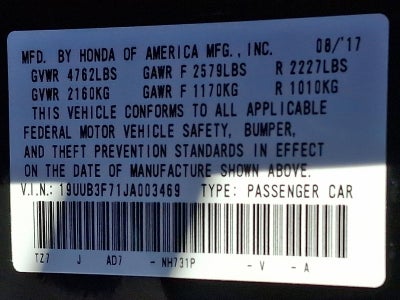 MFD. BY HONDA OF AMERICA MFG., INC. 08/'17
GVWR 4762LBS GAWR F 2579LBS R 2227LBS
GVWR 2160KG GAWR F 1170KG R 1010KG
THIS VEHICLE CONFORMS TO ALL APPLICABLE
FEDERAL MOTOR VEHICLE SAFETY, BUMPER,
AND THEFT PREVENTION STANDARDS IN EFFECT
ON THE DATE OF MANUFACTURE SHOWN ABOVE.
V.I.N.: 19UUB3F71JA003469 TYPE: PASSENGER CAR
TZ7 J AD7 - NH731P - V - A